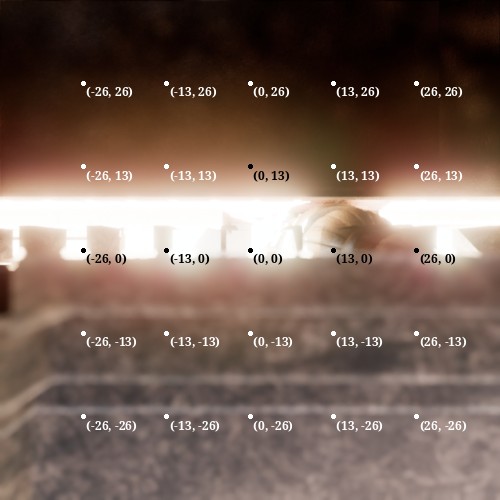 (-26, 26) (-13, 26) (0, 26) (13, 26) (26, 26)
(-26, 13) (-13, 13) (0, 13) (13, 13) (26, 13)
(-26, 0) (-13, 0) (0, 0) (13, 0) (26, 0)
(-26, -13) (-13, -13) (0, -13) (13, -13) (26, -13)
(-26, -26) (-13, -26) (0, -26) (13, -26) (26, -26)